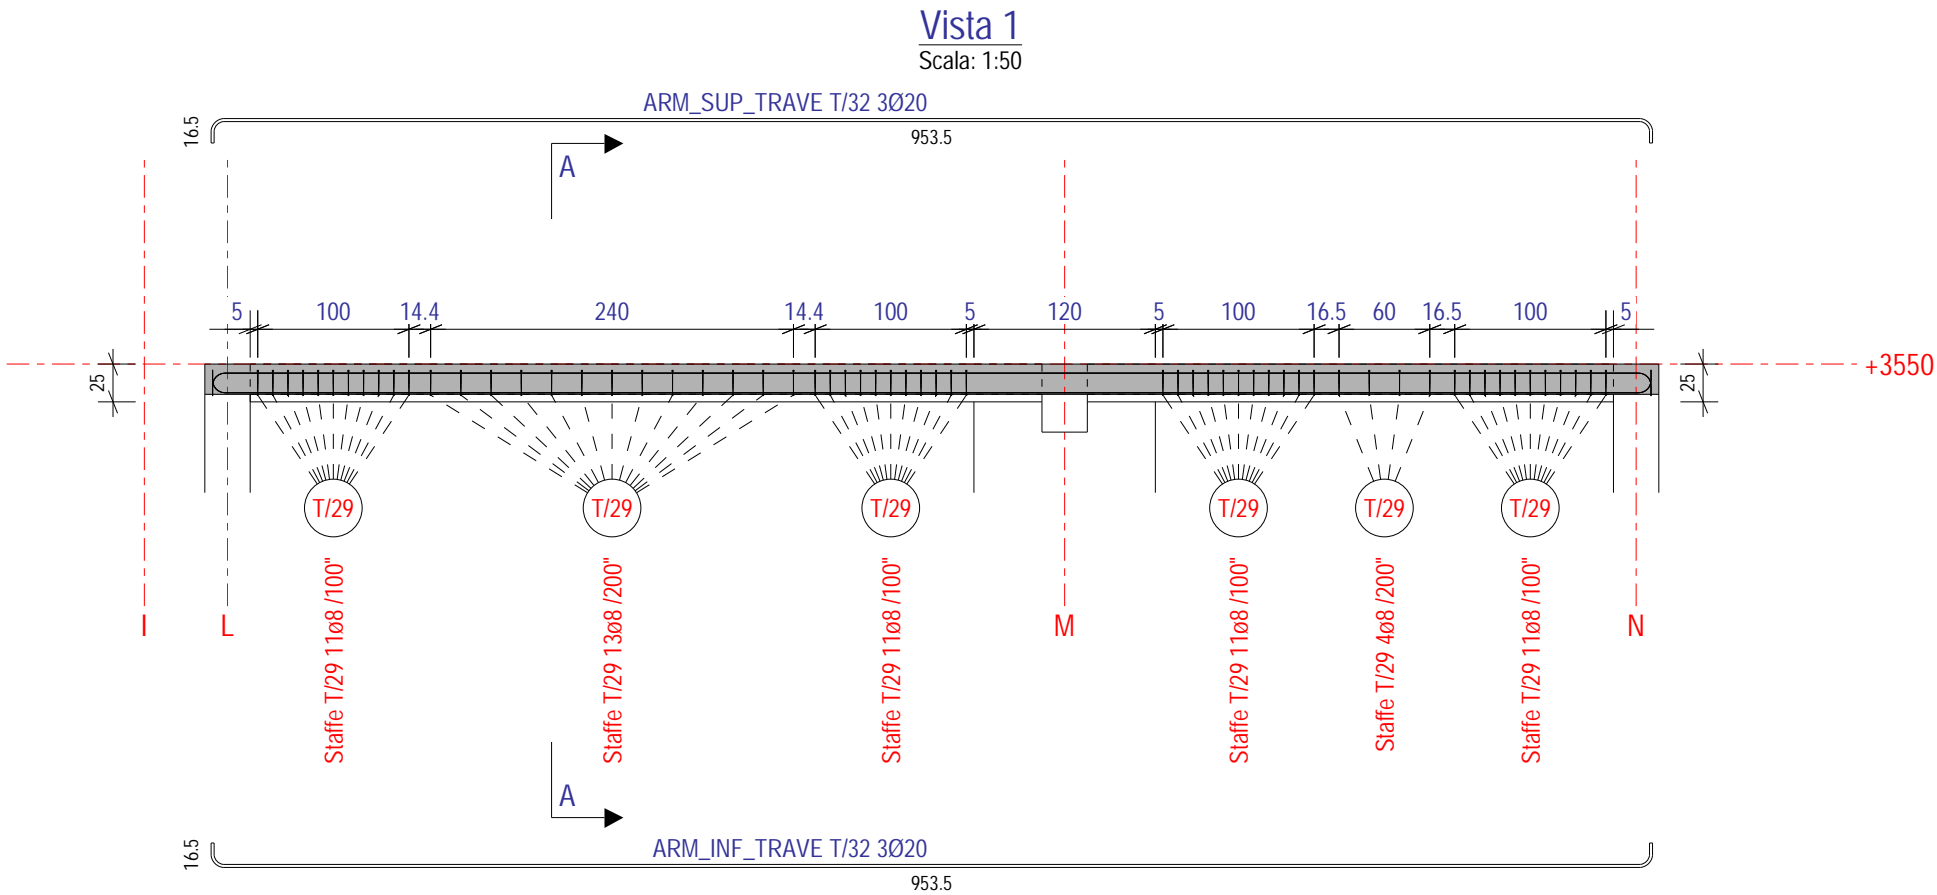 Vista 1
Scala: 1:50
ARM_SUP_TRAVE T/32 3Ø20
16.5
953.5
A
5 100 14.4 240 14.4 100 5 120 5 100 16.5 60 16.5 100 5
+3550
25
25
T/29 T/29 T/29 T/29 T/29 T/29
Staffe T/29 11ø8 /100"
Staffe T/29 13ø8 /200"
Staffe T/29 11ø8 /100"
Staffe T/29 11ø8 /100"
Staffe T/29 4ø8 /200"
Staffe T/29 11ø8 /100"
I L M N
A
ARM_INF_TRAVE T/32 3Ø20
16.5
953.5